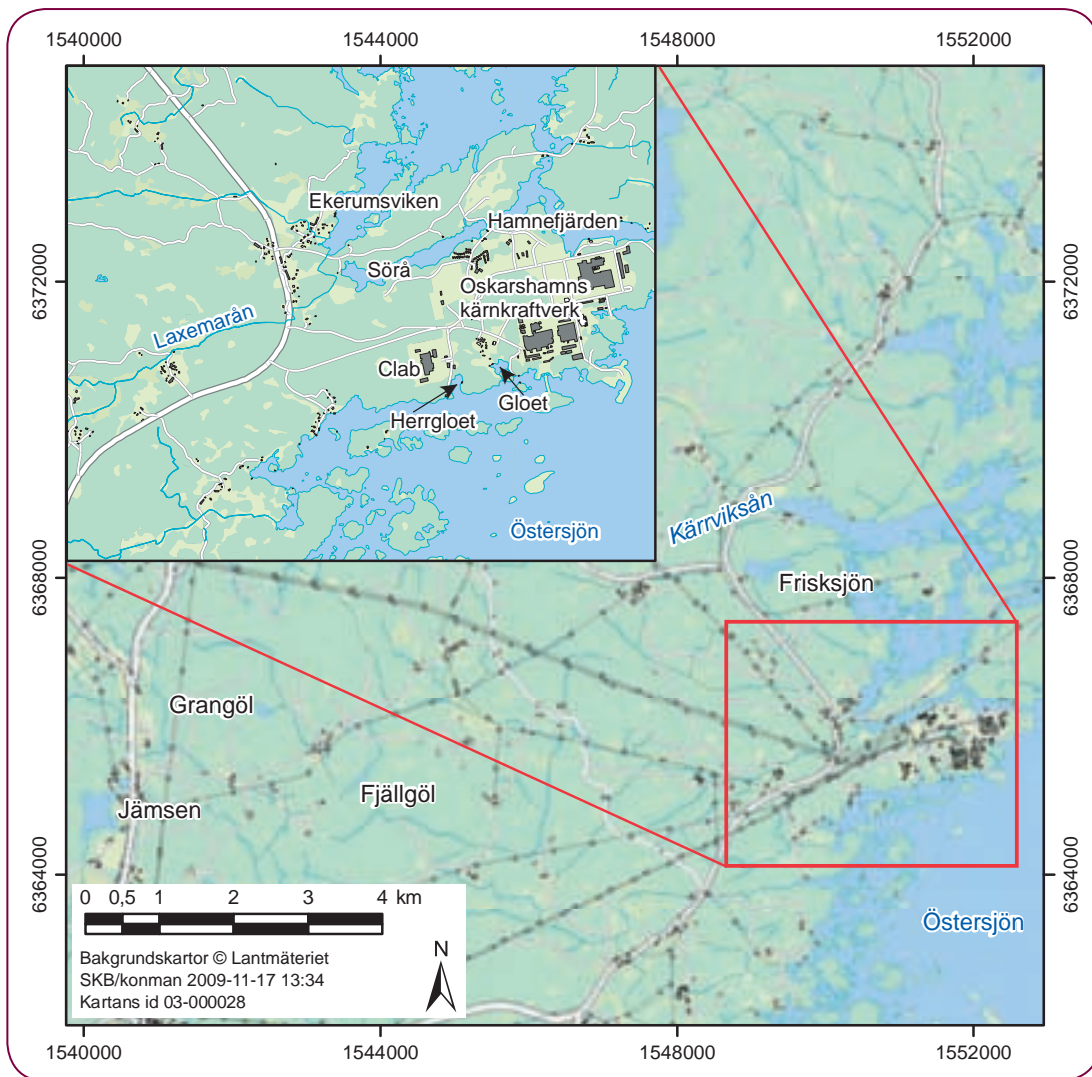 1540000 1544000 1548000 1552000
Ekerumsviken
Hamnefjärden
6372000 6372000
Sörå
Oskarshamns
kärnkraftverk
Laxemarån
Clab
Gloet
Herrgloet
Kärrviksån
Östersjön
6368000 6368000
Frisksjön
Grangöl
Fjällgöl
Jämsen
6364000 6364000
0 0,5 1 2 3 4 km
Östersjön
Bakgrundskartor © Lantmäteriet
SKB/konman 2009-11-17 13:34
Kartans id 03-000028
N
1540000 1544000 1548000 1552000